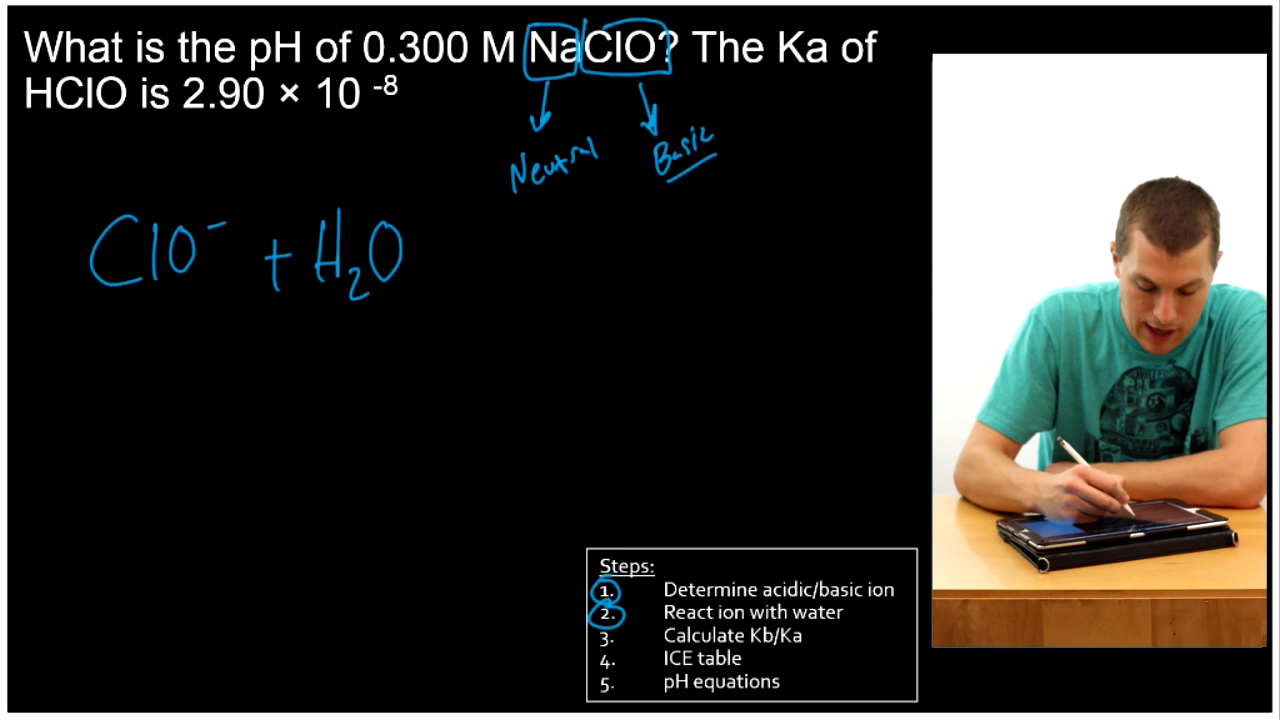 What is the pH of 0.300 M NaClO? The Ka of
HClO is 2.90 × 10 ⁻⁸
Neutral
Basic
ClO⁻ + H₂O
Steps:
1. Determine acidic/basic ion
2. React ion with water
3. Calculate Kb/Ka
4. ICE table
5. pH equations